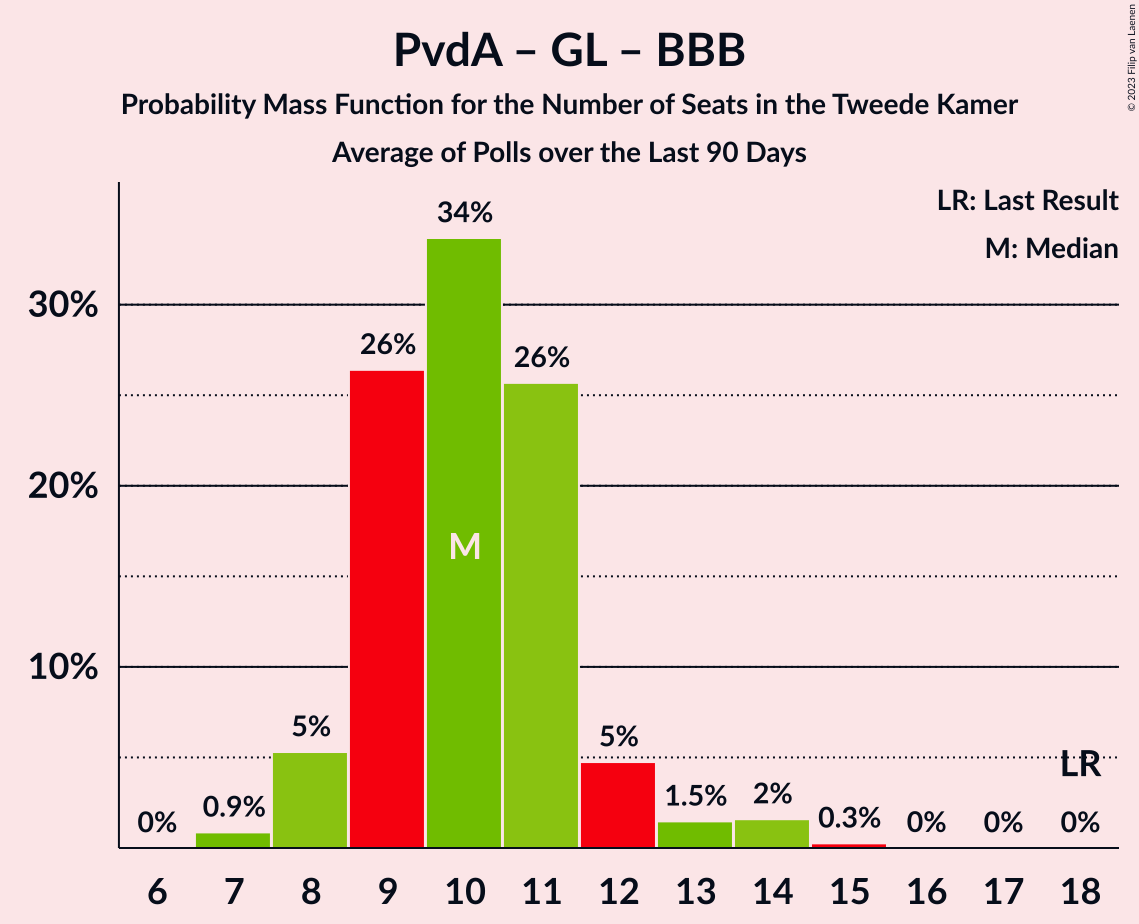 PvdA – GL – BBB
Probability Mass Function for the Number of Seats in the Tweede Kamer
Average of Polls over the Last 90 Days
© 2023 Filip van Laenen
LR: Last Result
M: Median
34%
30%
26%
26%
20%
M
10%
5%
5%
LR
0%
0.9%
1.5%
2%
0.3%
0%
0%
0%
6 7 8 9 10 11 12 13 14 15 16 17 18